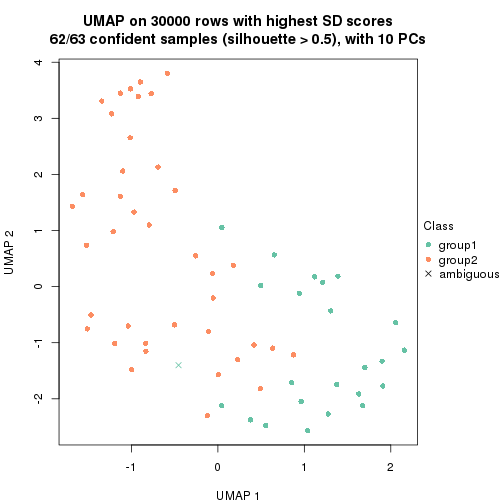 UMAP on 30000 rows with highest SD scores
62/63 confident samples (silhouette > 0.5), with 10 PCs
4
3
2
1
0
-1
-2
UMAP 2
-1
0
1
2
UMAP 1
Class
group1
group2
ambiguous